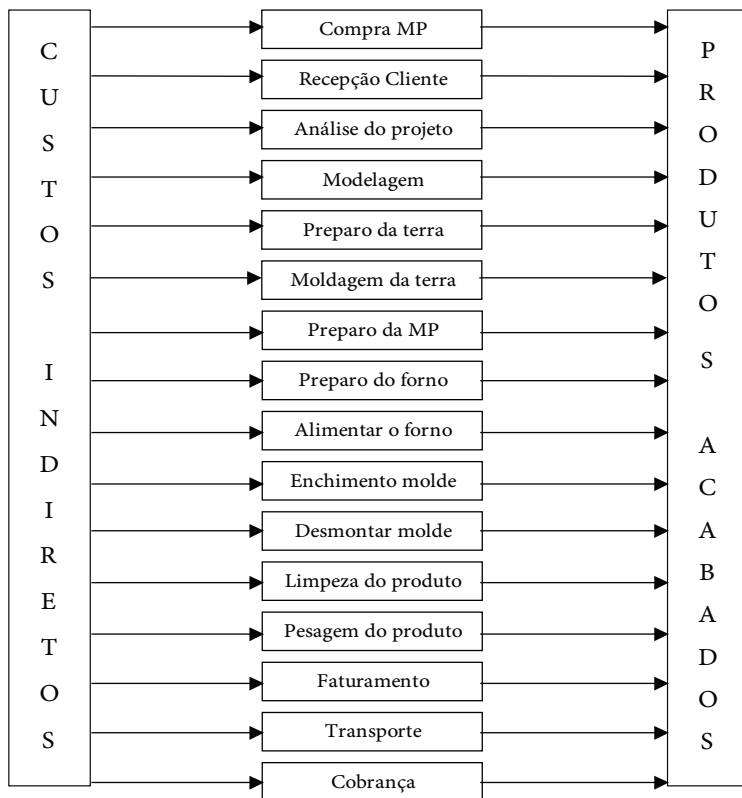 CUSTOS INDIRETOS
Compra MP
Recepção Cliente
Análise do projeto
Modelagem
Preparo da terra
Moldagem da terra
Preparo da MP
Preparo do forno
Alimentar o forno
Enchimento molde
Desmontar molde
Limpeza do produto
Pesagem do produto
Faturamento
Transporte
Cobrança
PRODUTOS ACABADOS